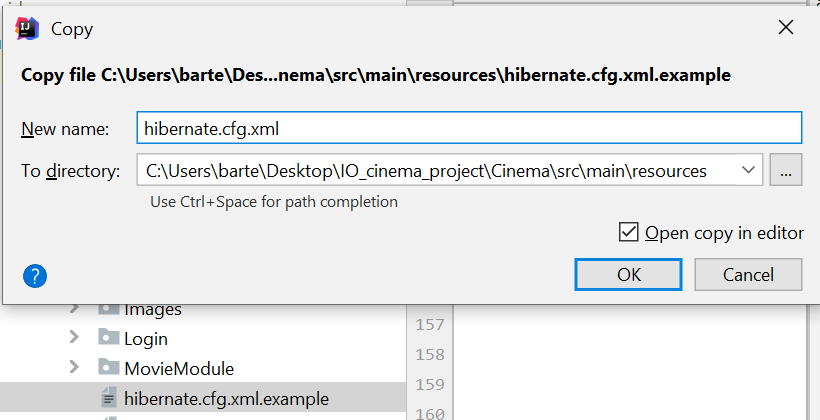 Copy
Copy file C:\Users\barte\Des...nema\src\main\resources\hibernate.cfg.xml.example
New name: hibernate.cfg.xml
To directory: C:\Users\barte\Desktop\IO_cinema_project\Cinema\src\main\resources ...
Use Ctrl+Space for path completion
Open copy in editor
? OK Cancel
Images
Login 157
MovieModule 158
hibernate.cfg.xml.example 159
160